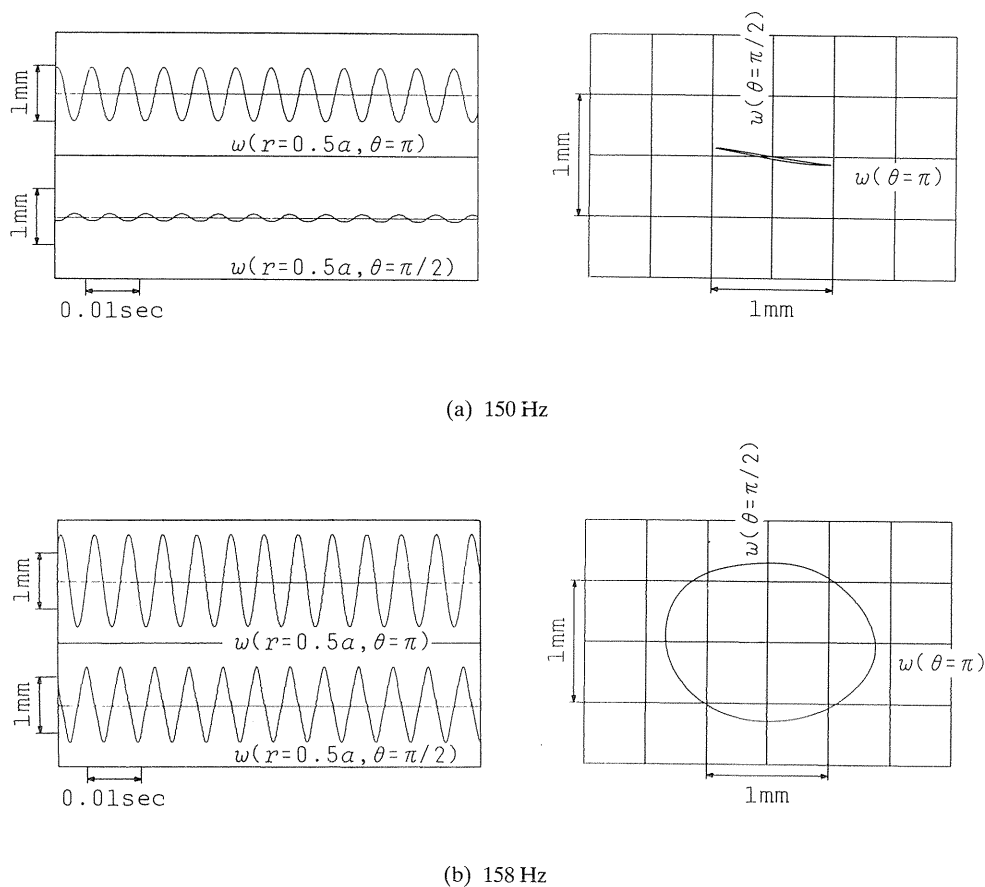 1mm
w(r=0.5a,θ=π)
1mm
w(r=0.5a,θ=π/2)
0.01sec
w(θ=π/2)
1mm
w(θ=π)
1mm
(a) 150 Hz
1mm
w(r=0.5a,θ=π)
1mm
w(r=0.5a,θ=π/2)
0.01sec
w(θ=π/2)
1mm
w(θ=π)
1mm
(b) 158 Hz